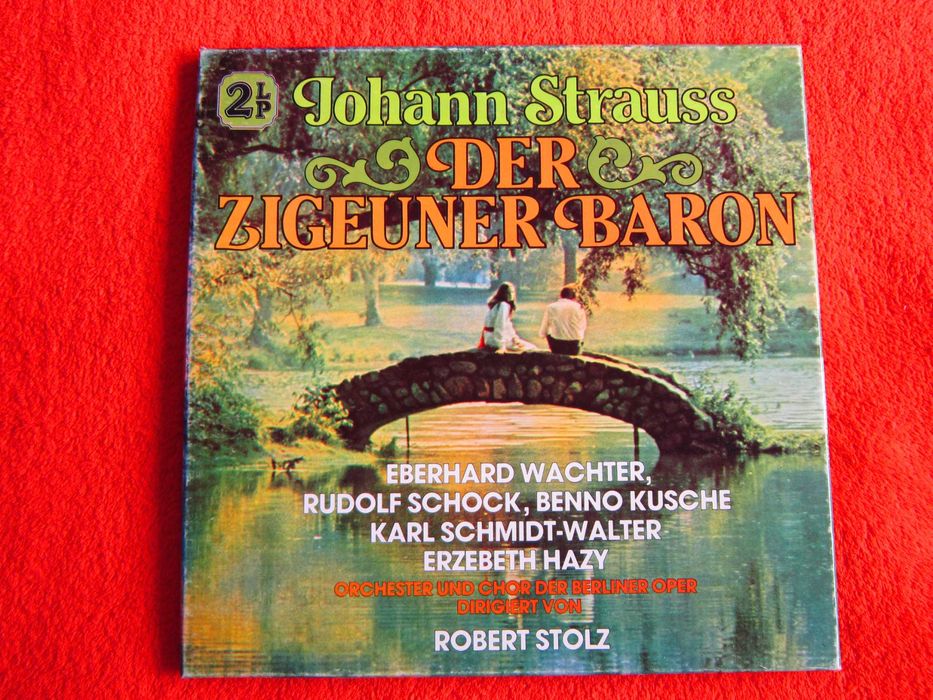 2 LP
Johann Strauss
DER
ZIGEUNER BARON
EBERHARD WACHTER,
RUDOLF SCHOCK, BENNO KUSCHE
KARL SCHMIDT-WALTER
ERZEBETH HAZY
ORCHESTER UND CHOR DER BERLINER OPER
DIRIGIERT VON
ROBERT STOLZ